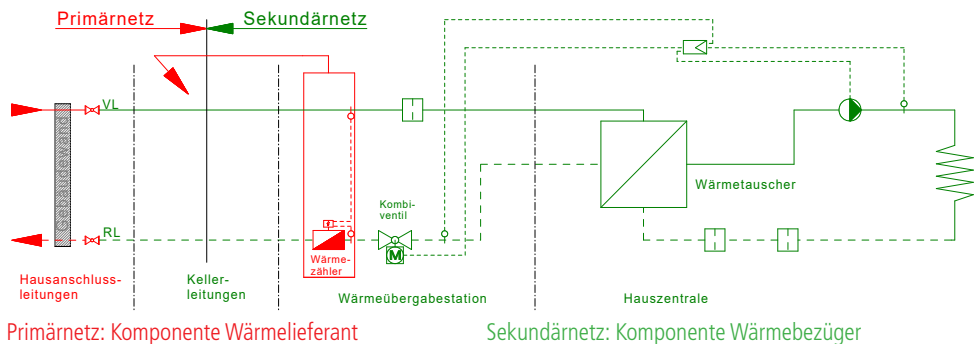 Primärnetz Sekundärnetz
VL
Gebäudewand
Wärmetauscher
Kombi-
ventil
RL
M
Wärme-
zähler
Hausanschluss-
leitungen
Keller-
leitungen
Wärmeübergabestation
Hauszentrale
Primärnetz: Komponente Wärmelieferant
Sekundärnetz: Komponente Wärmebezüger